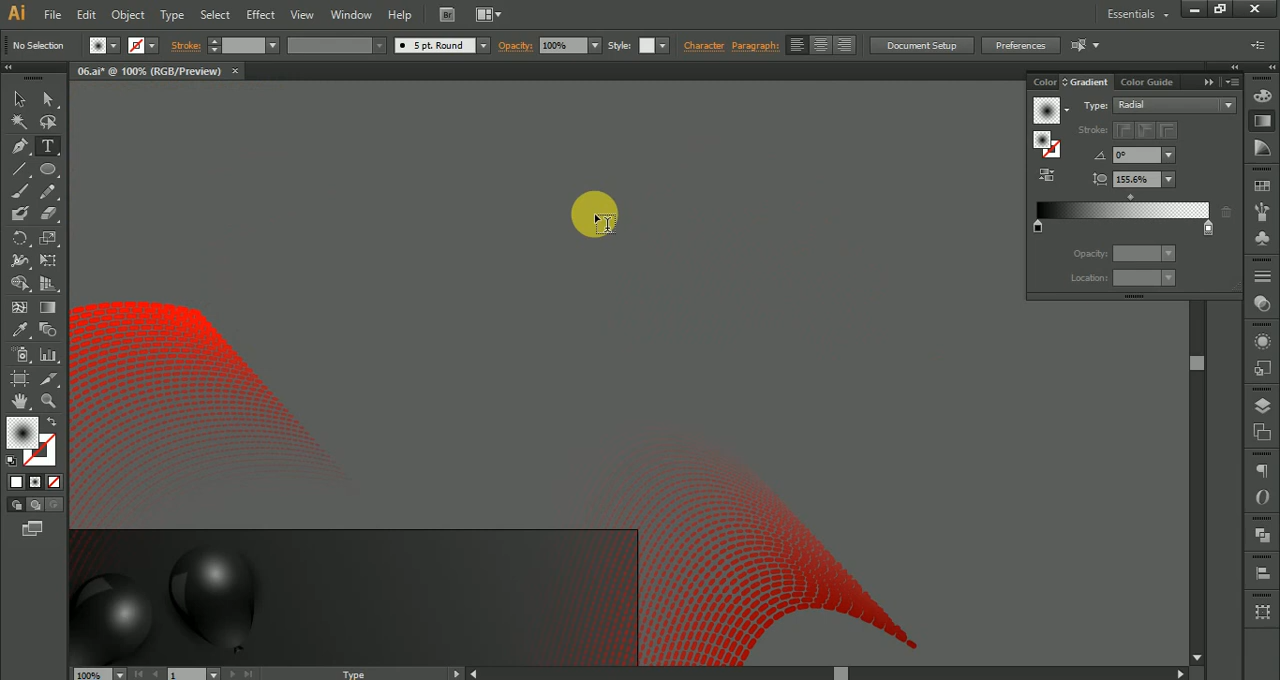 Ai File Edit Object Type Select Effect View Window Help Br Essentials
No Selection Stroke: 5 pt. Round Opacity: 100% Style: Character Paragraph: Document Setup Preferences
06.ai* @ 100% (RGB/Preview)
Color Gradient Color Guide
Type: Radial
Stroke:
0°
155.6%
Opacity:
Location:
100% 1 Type